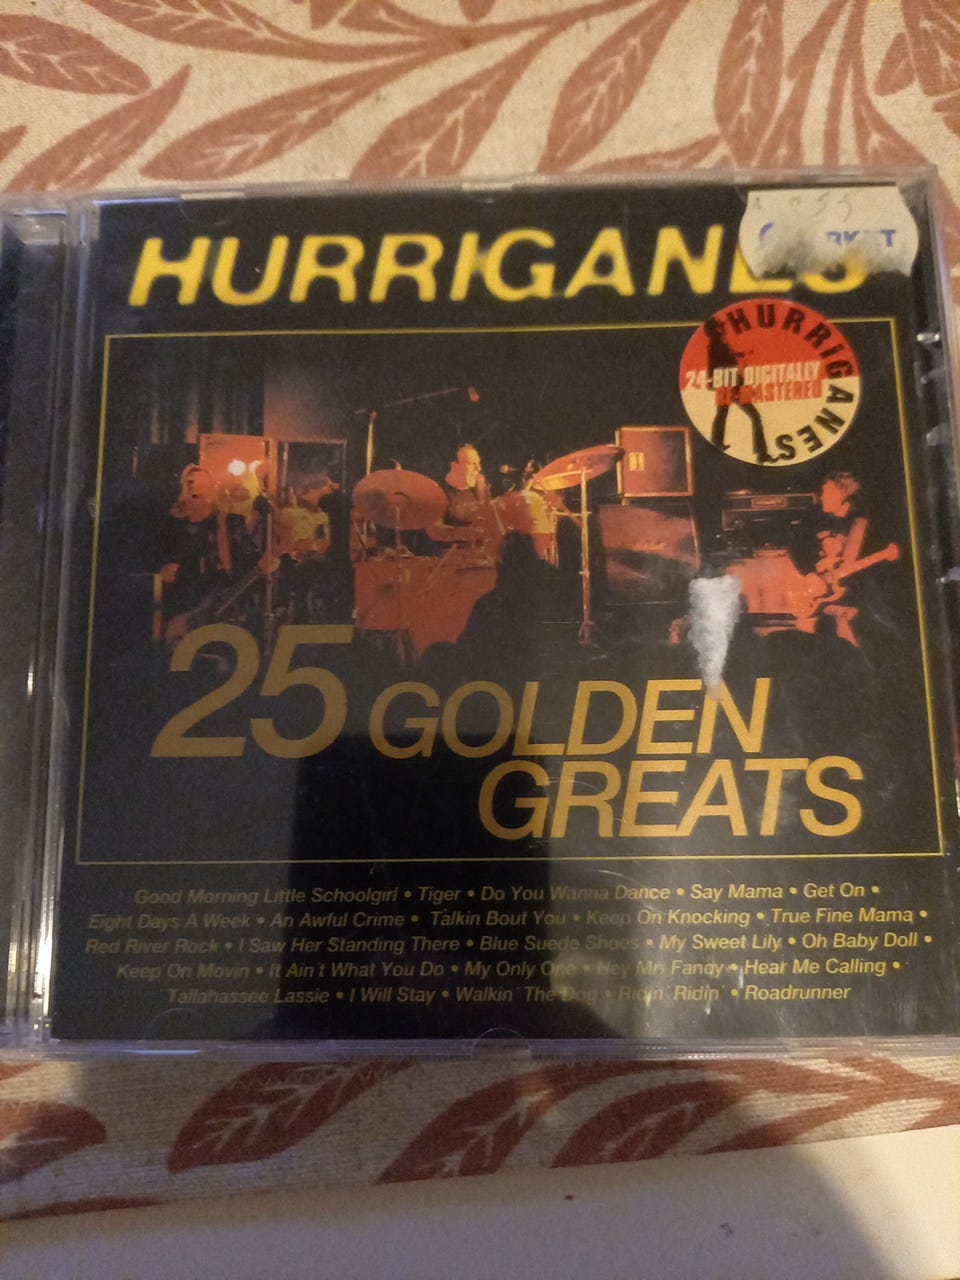 HURRIGANES
HURRIGANES
24-BIT DIGITALLY
RE-MASTERED
25 GOLDEN
GREATS
Good Morning Little Schoolgirl • Tiger • Do You Wanna Dance • Say Mama • Get On •
Eight Days A Week • An Awful Crime • Talkin Bout You • Keep On Knocking • True Fine Mama •
Red River Rock • I Saw Her Standing There • Blue Suede Shoes • My Sweet Lily • Oh Baby Doll •
Keep On Movin • It Ain't What You Do • My Only One • Hey Mrs Fancy • Hear Me Calling •
Tallahassee Lassie • I Will Stay • Walkin' The Dog • Ridin' Ridin' • Roadrunner